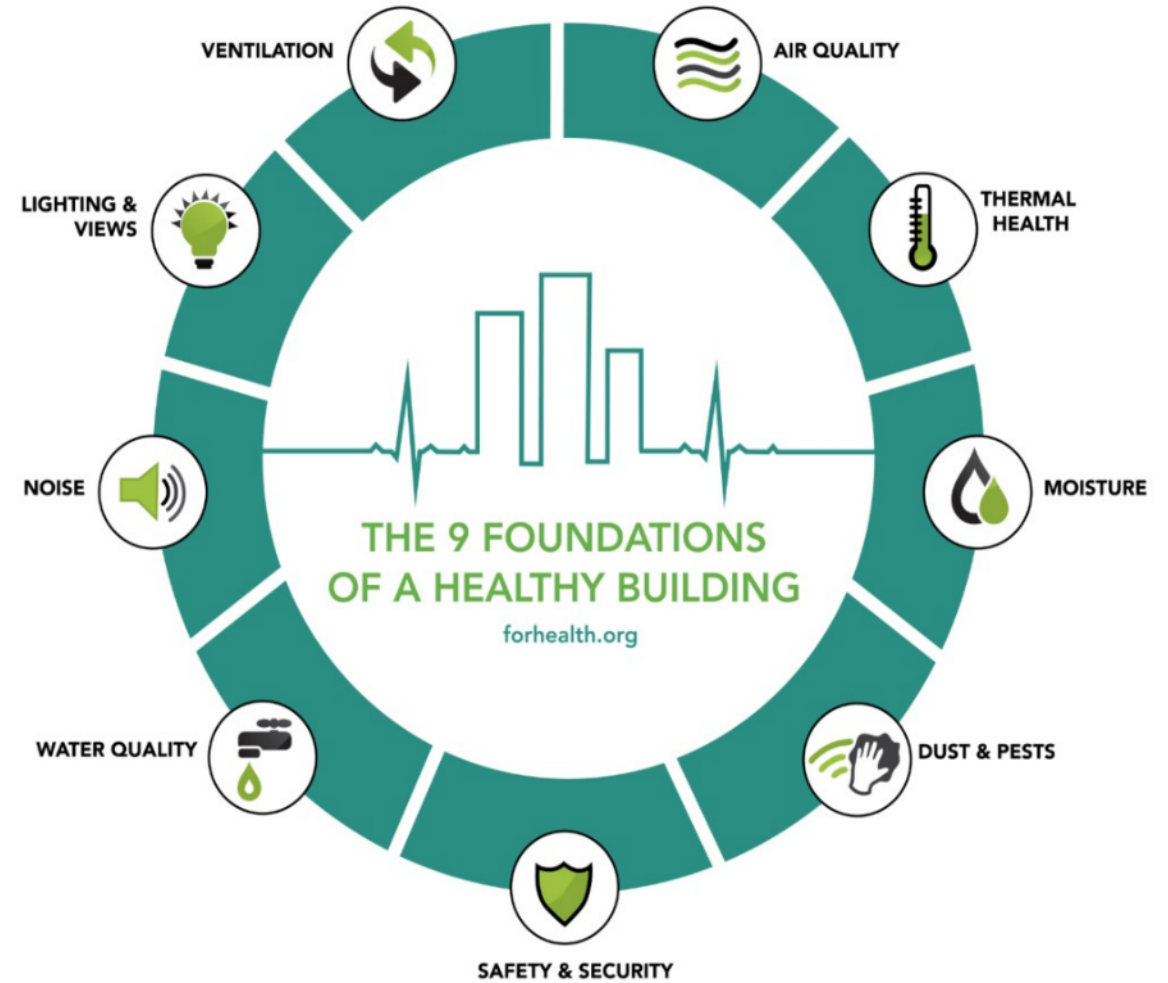 VENTILATION
AIR QUALITY
LIGHTING &
VIEWS
THERMAL
HEALTH
NOISE
MOISTURE
THE 9 FOUNDATIONS
OF A HEALTHY BUILDING
forhealth.org
WATER QUALITY
DUST & PESTS
SAFETY & SECURITY